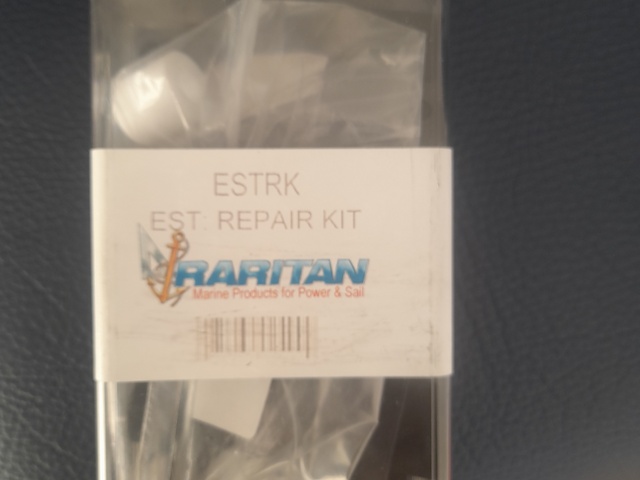 ESTRK
EST. REPAIR KIT
RARITAN
Marine Products for Power & Sail